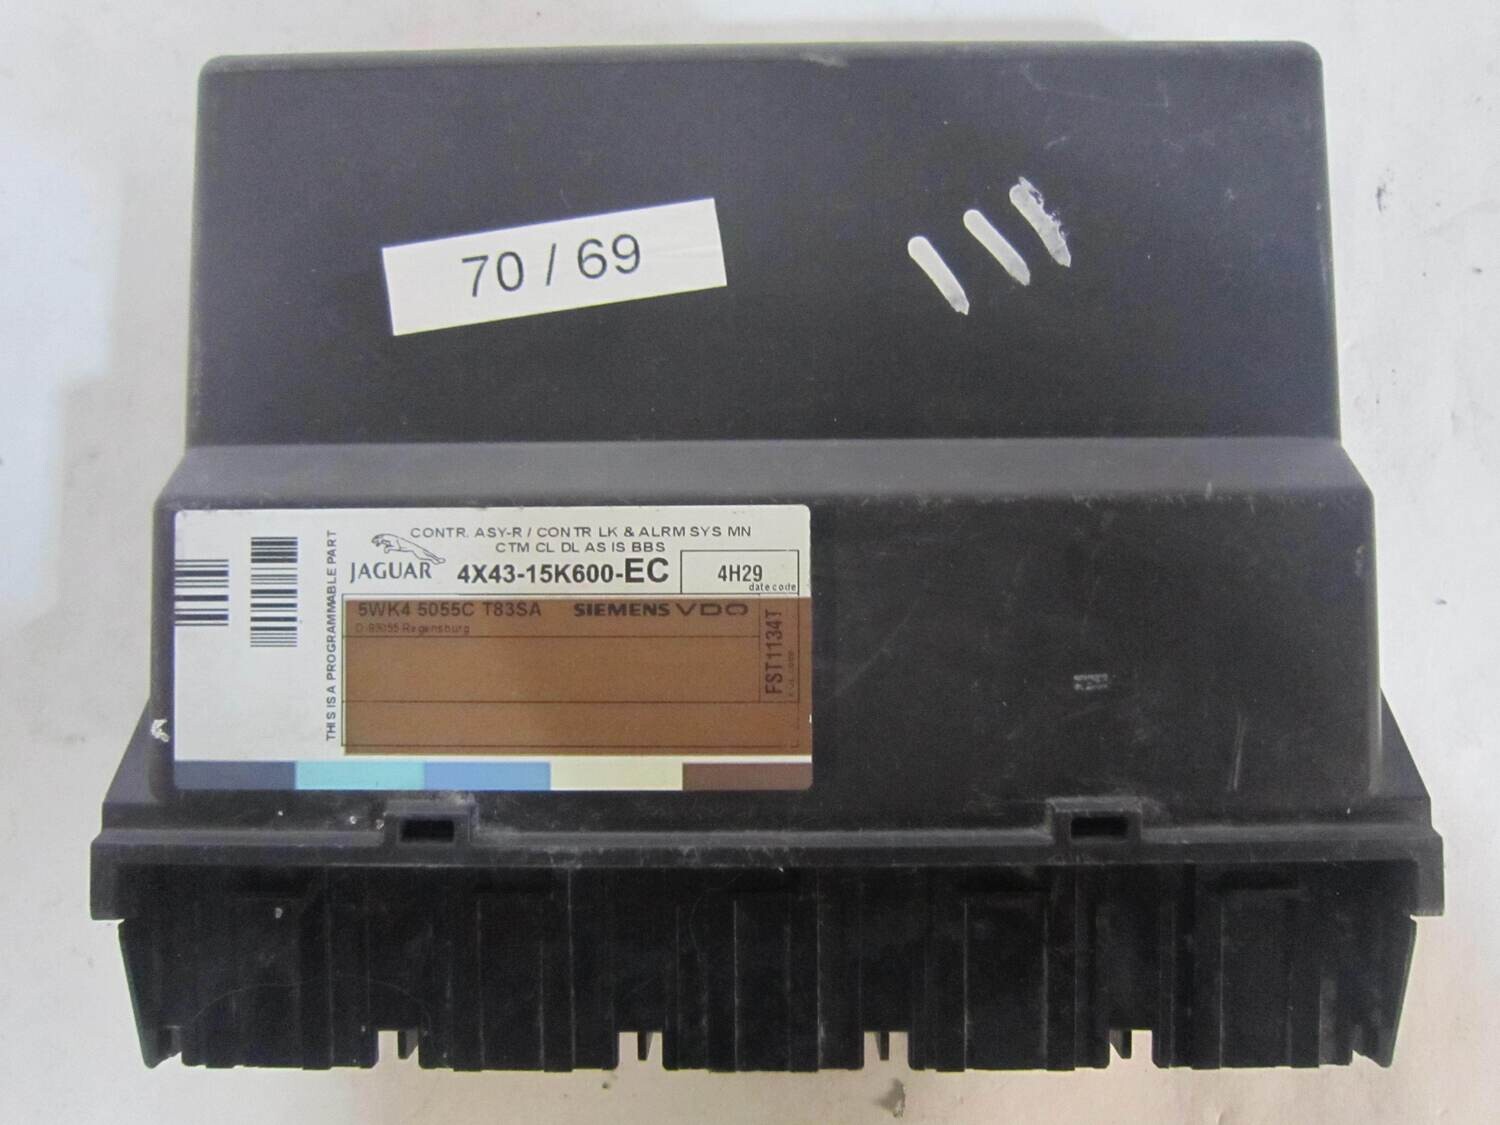 70 / 69
CONTR. ASY-R / CONTR LK & ALRM SYS MN
CTM CL DL AS IS BBS
JAGUAR
4X43-15K600-EC
4H29
date code
THIS IS A PROGRAMMABLE PART
5WK4 5055C T83SA
SIEMENS VDO
D-93055 Regensburg
FST1134T